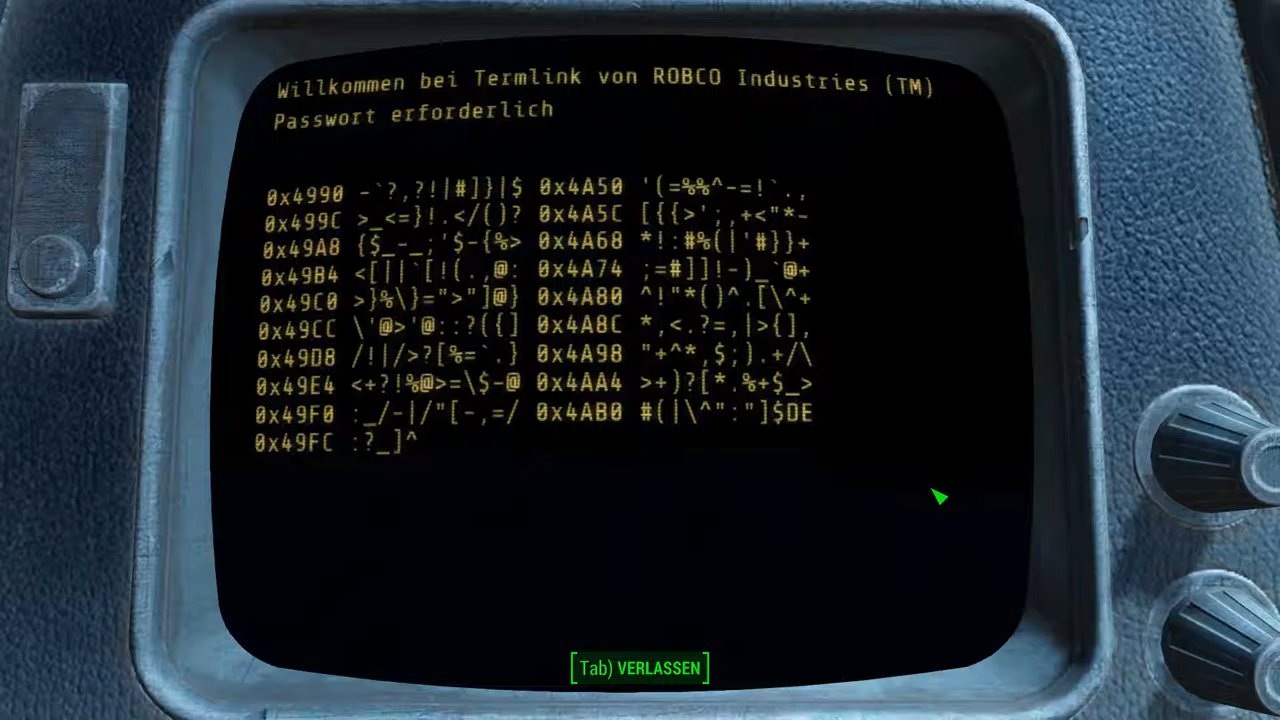 Willkommen bei Termlink von ROBCO Industries (TM)
Passwort erforderlich
0x4990 -`?,?!|#]}|$ 0x4A50 '(=%%^-=!`.,
0x499C >_<=}!.</()? 0x4A5C [{{>';,+<"*-
0x49A8 {$_-_;'$-{%> 0x4A68 *!:#%(|'#}}+
0x49B4 <[||`[!(.,@: 0x4A74 ;=#]]!-)_`@+
0x49C0 >}%\}=">"]@} 0x4A80 ^!"*()^.[\^+
0x49CC \'@>'@::?({] 0x4A8C *,<.?=,|>{],
0x49D8 /!|/>?[%=`.} 0x4A98 "+^*,$;).+/\
0x49E4 <+?!%@>=\$-@ 0x4AA4 >+)?[*.%+$_>
0x49F0 :_/-|/"[-,=/ 0x4AB0 #(|\^":"]$DE
0x49FC :?_]^
Tab) VERLASSEN